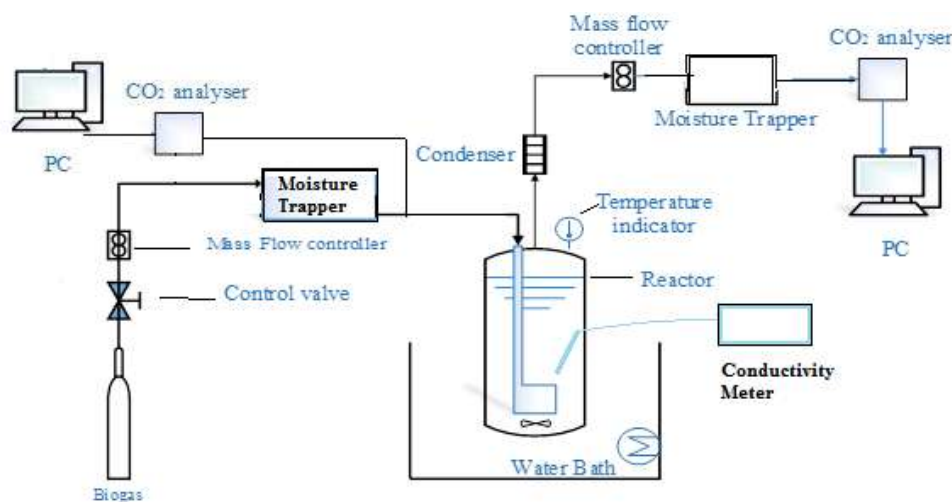 Mass flow
controller
CO₂ analyser
CO₂ analyser
Moisture Trapper
PC
Condenser
Moisture
Trapper
Temperature
indicator
PC
Mass Flow controller
Reactor
Control valve
Conductivity
Meter
Water Bath
Biogas